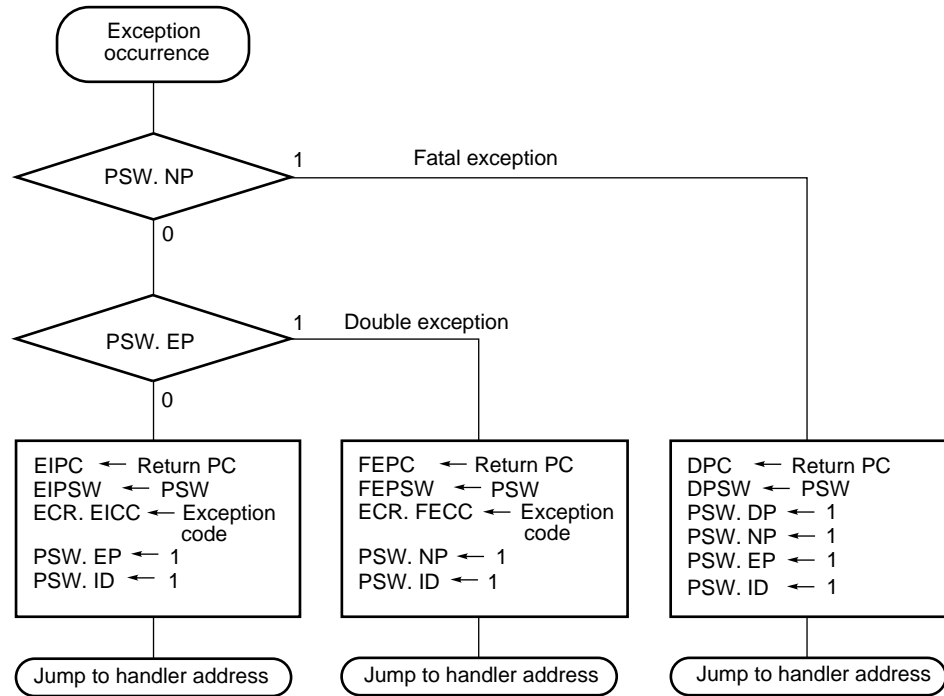 Exception
occurrence
PSW. NP
1
Fatal exception
0
PSW. EP
1
Double exception
0
EIPC ← Return PC
EIPSW ← PSW
ECR. EICC ← Exception
code
PSW. EP ← 1
PSW. ID ← 1
FEPC ← Return PC
FEPSW ← PSW
ECR. FECC ← Exception
code
PSW. NP ← 1
PSW. ID ← 1
DPC ← Return PC
DPSW ← PSW
PSW. DP ← 1
PSW. NP ← 1
PSW. EP ← 1
PSW. ID ← 1
Jump to handler address
Jump to handler address
Jump to handler address